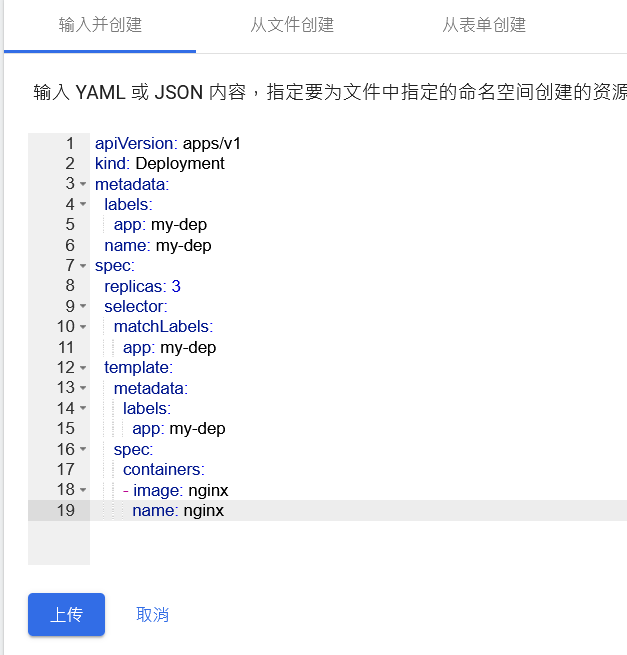 输入并创建 从文件创建 从表单创建
输入 YAML 或 JSON 内容，指定要为文件中指定的命名空间创建的资源
1 apiVersion: apps/v1
2 kind: Deployment
3 metadata:
4   labels:
5     app: my-dep
6   name: my-dep
7 spec:
8   replicas: 3
9   selector:
10     matchLabels:
11       app: my-dep
12   template:
13     metadata:
14       labels:
15         app: my-dep
16     spec:
17       containers:
18       - image: nginx
19         name: nginx
上传 取消